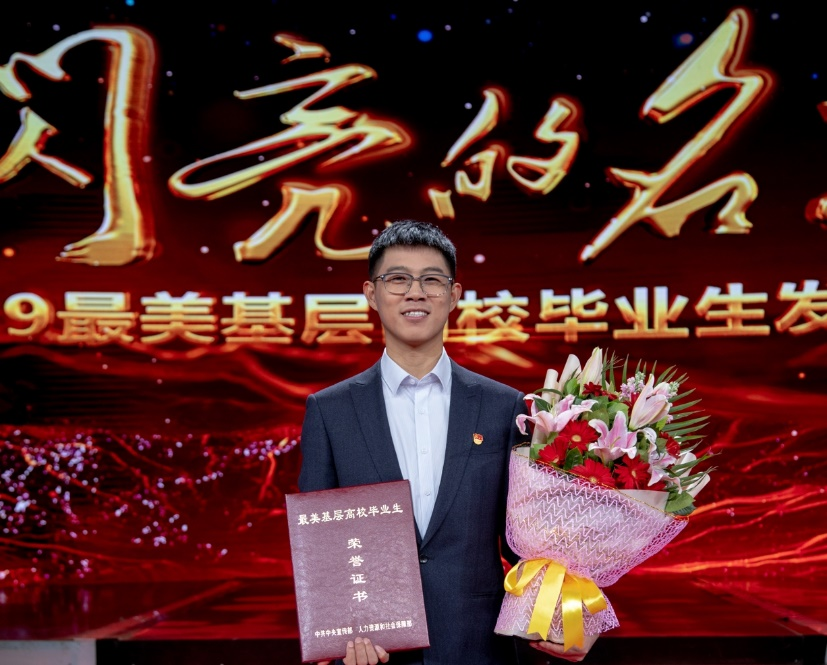 闪亮的名
9最美基层 校毕业生发
最美基层高校毕业生
荣
誉
证
书
中共中央宣传部 人力资源和社会保障部